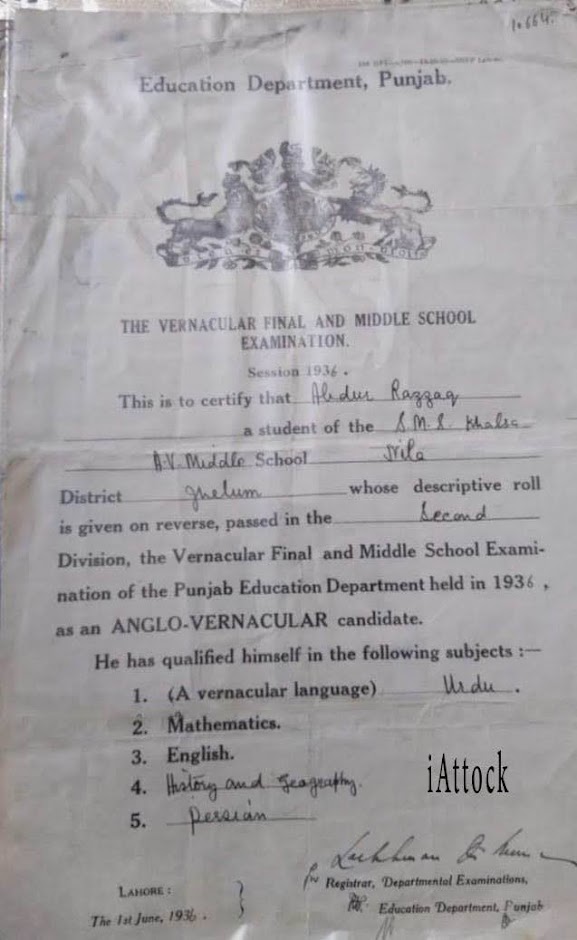 10664.
Education Department, Punjab.
THE VERNACULAR FINAL AND MIDDLE SCHOOL
EXAMINATION.
Session 1936.
This is to certify that Abdur Razzaq
a student of the S.M.S. Khalsa
A.V. Middle School Nila
District Jhelum whose descriptive roll
is given on reverse, passed in the Second
Division, the Vernacular Final and Middle School Exami-
nation of the Punjab Education Department held in 1936,
as an ANGLO-VERNACULAR candidate.
He has qualified himself in the following subjects :—
1. (A vernacular language) Urdu.
2. Mathematics.
3. English.
4. History and Geography.
5. Persian
iAttock
for Registrar, Departmental Examinations,
Education Department, Punjab
LAHORE :
The 1st June, 1936.